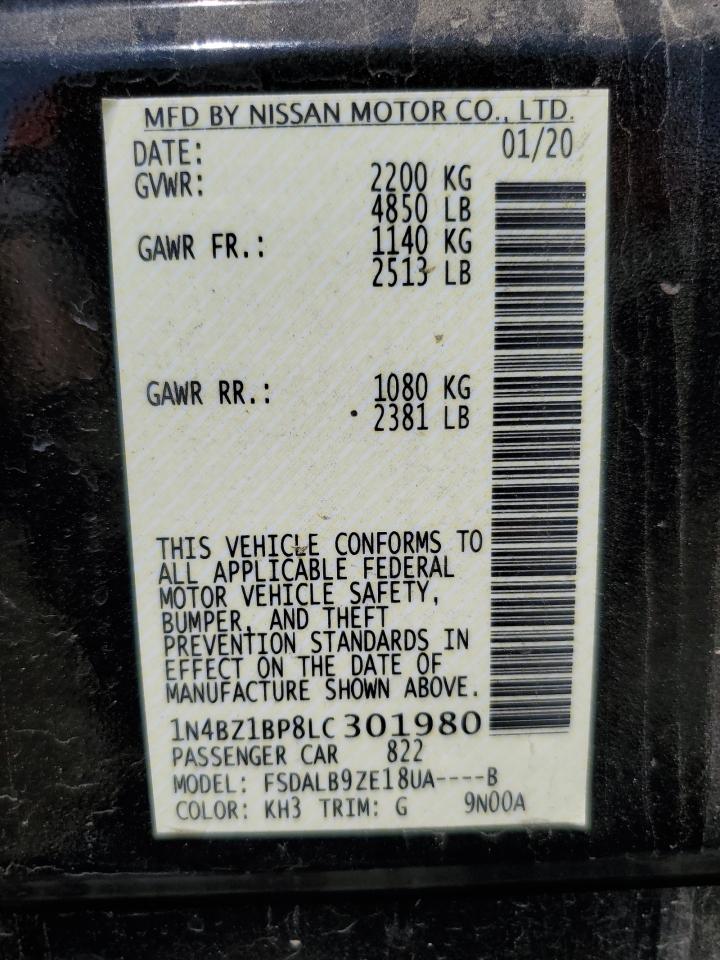 MFD BY NISSAN MOTOR CO., LTD.
DATE: 01/20
GVWR: 2200 KG
4850 LB
GAWR FR.: 1140 KG
2513 LB
GAWR RR.: 1080 KG
2381 LB
THIS VEHICLE CONFORMS TO
ALL APPLICABLE FEDERAL
MOTOR VEHICLE SAFETY,
BUMPER, AND THEFT
PREVENTION STANDARDS IN
EFFECT ON THE DATE OF
MANUFACTURE SHOWN ABOVE.
1N4BZ1BP8LC301980
PASSENGER CAR 822
MODEL: FSDALB9ZE18UA----B
COLOR: KH3 TRIM: G 9N00A